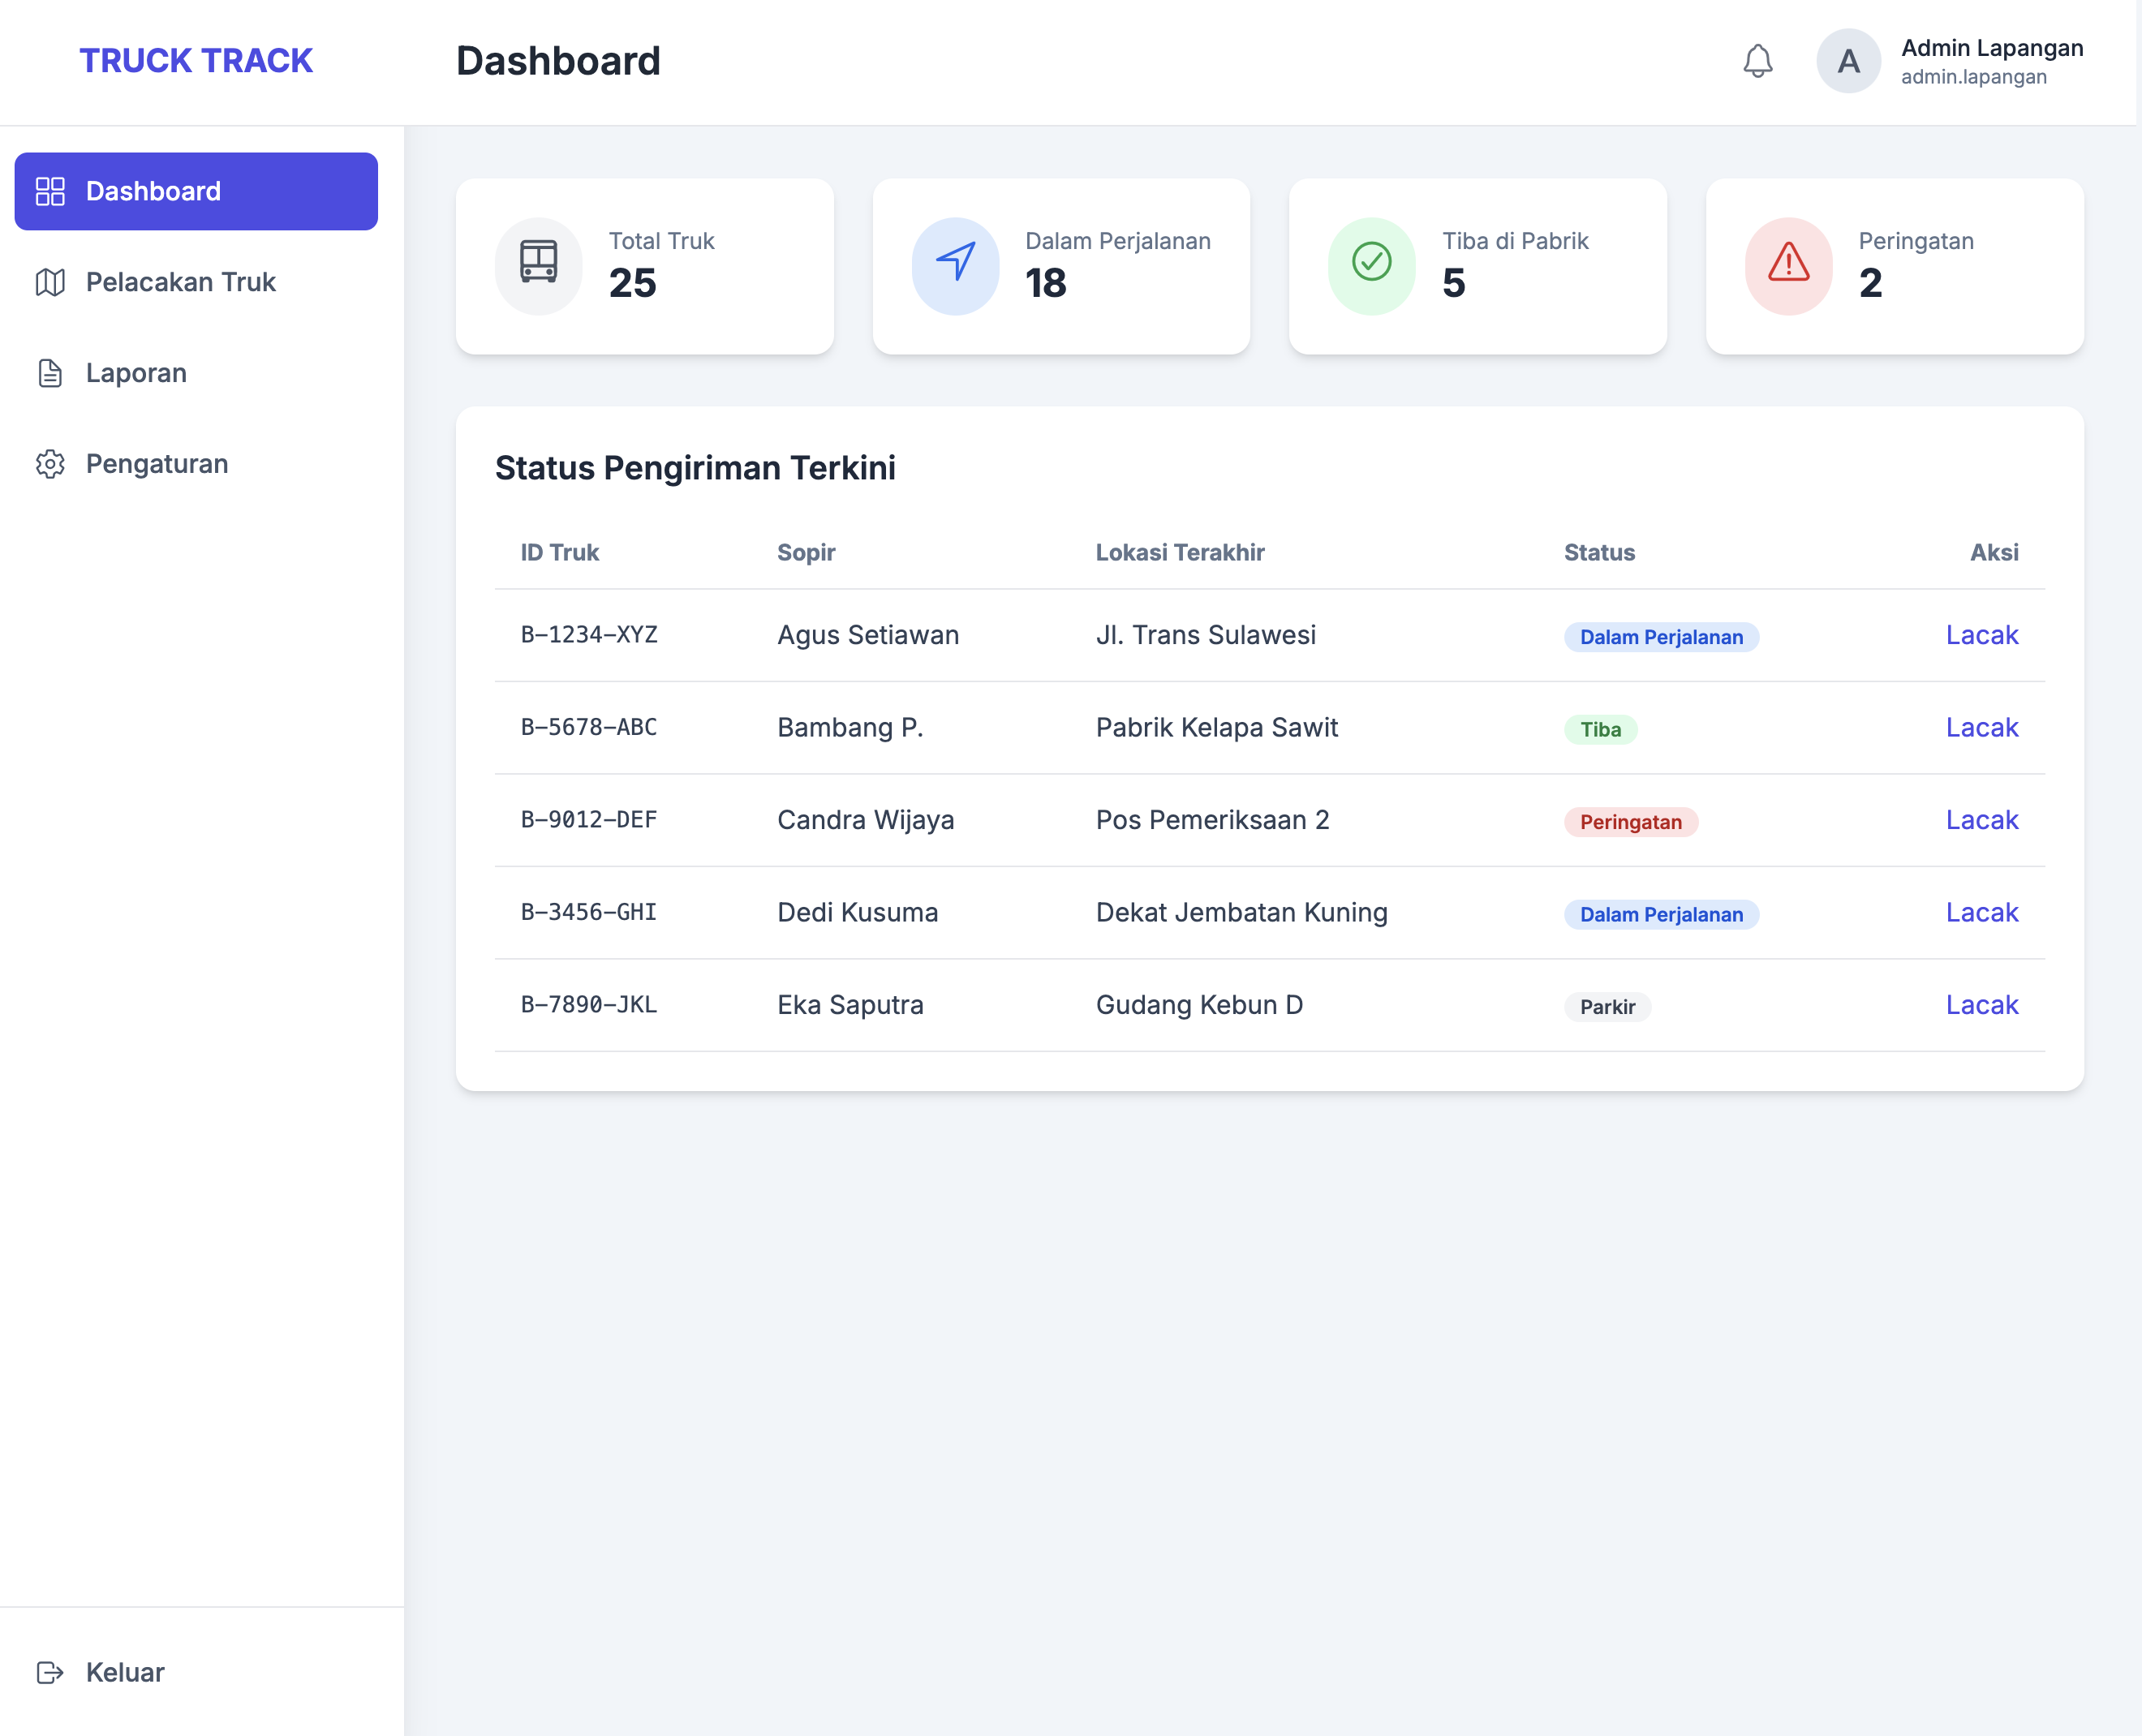 TRUCK TRACK
Dashboard
A
Admin Lapangan
admin.lapangan
Dashboard
Pelacakan Truk
Laporan
Pengaturan
Keluar
Total Truk
25
Dalam Perjalanan
18
Tiba di Pabrik
5
Peringatan
2
Status Pengiriman Terkini
ID Truk Sopir Lokasi Terakhir Status Aksi
B-1234-XYZ Agus Setiawan Jl. Trans Sulawesi Dalam Perjalanan Lacak
B-5678-ABC Bambang P. Pabrik Kelapa Sawit Tiba Lacak
B-9012-DEF Candra Wijaya Pos Pemeriksaan 2 Peringatan Lacak
B-3456-GHI Dedi Kusuma Dekat Jembatan Kuning Dalam Perjalanan Lacak
B-7890-JKL Eka Saputra Gudang Kebun D Parkir Lacak